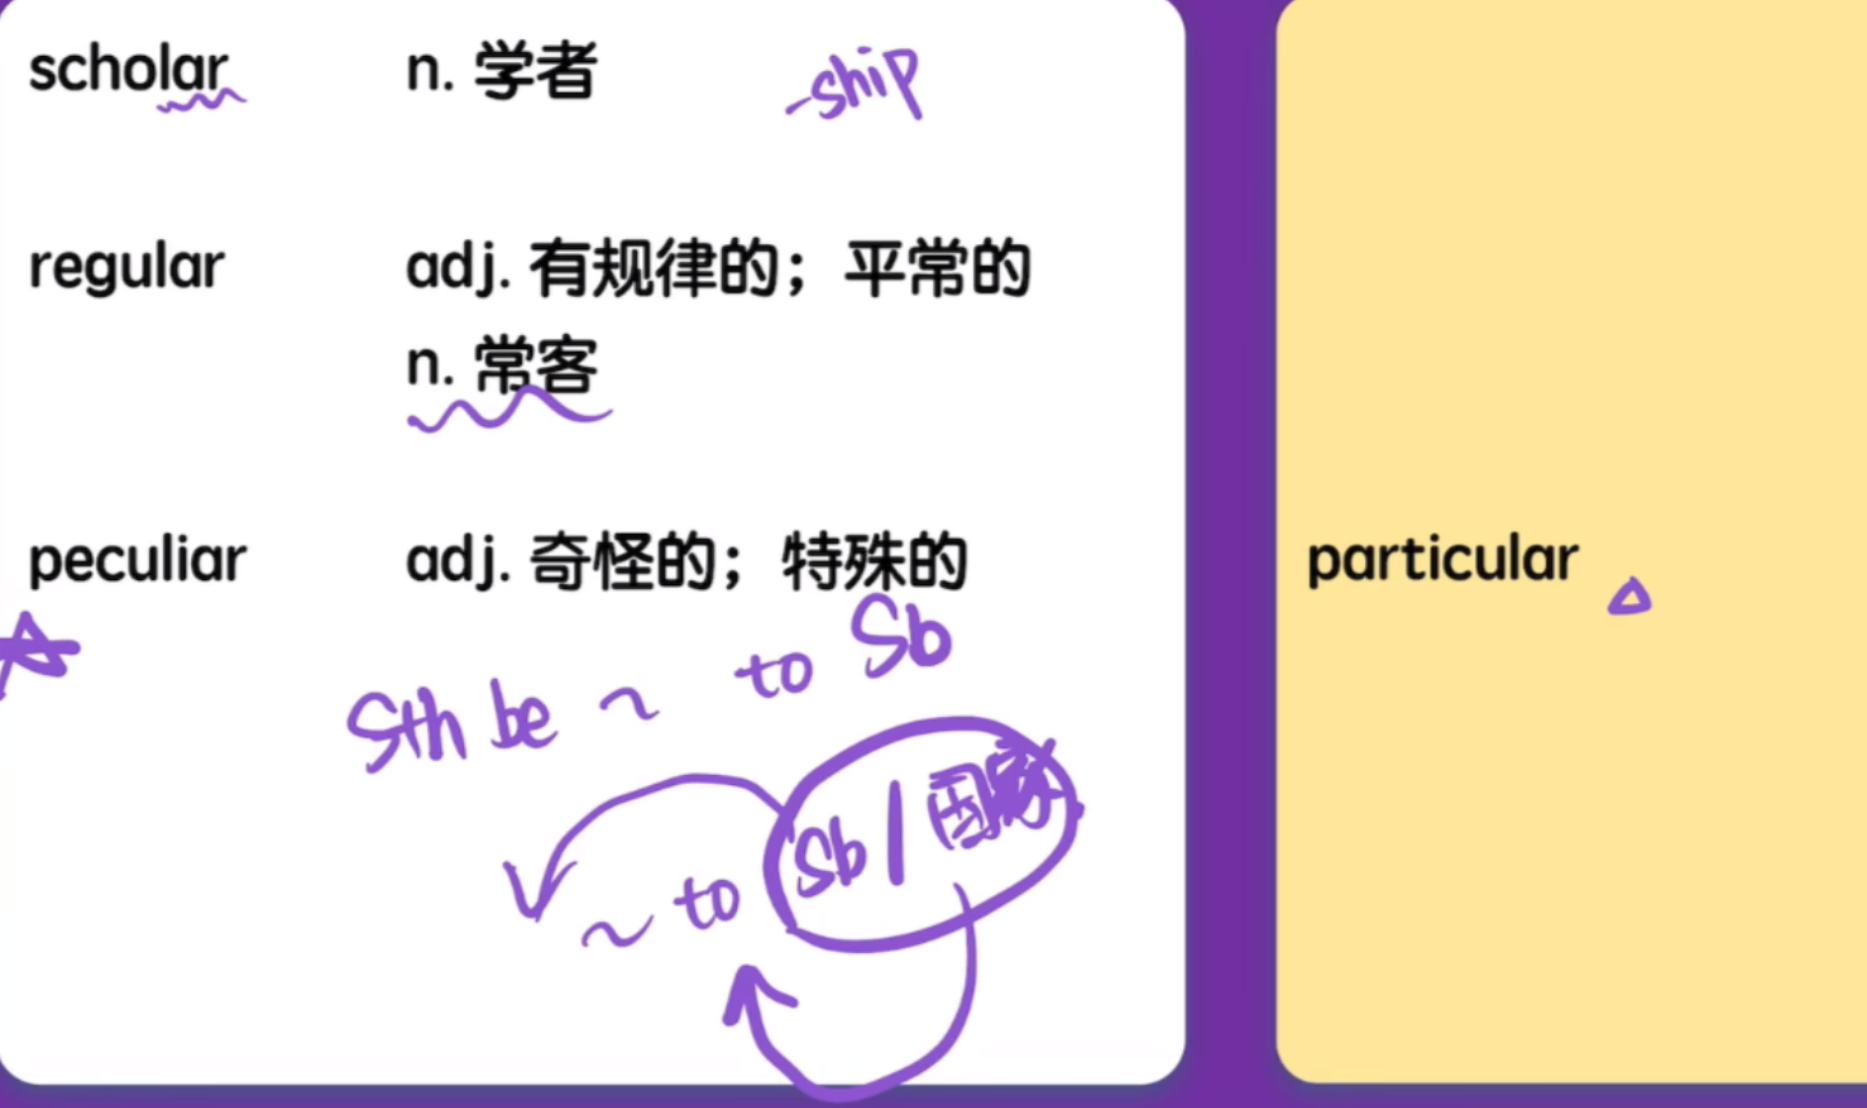 scholar n. 学者 -ship
regular adj. 有规律的；平常的
n. 常客
peculiar adj. 奇怪的；特殊的 particular
Sth be ~ to Sb
~ to Sb | 国家